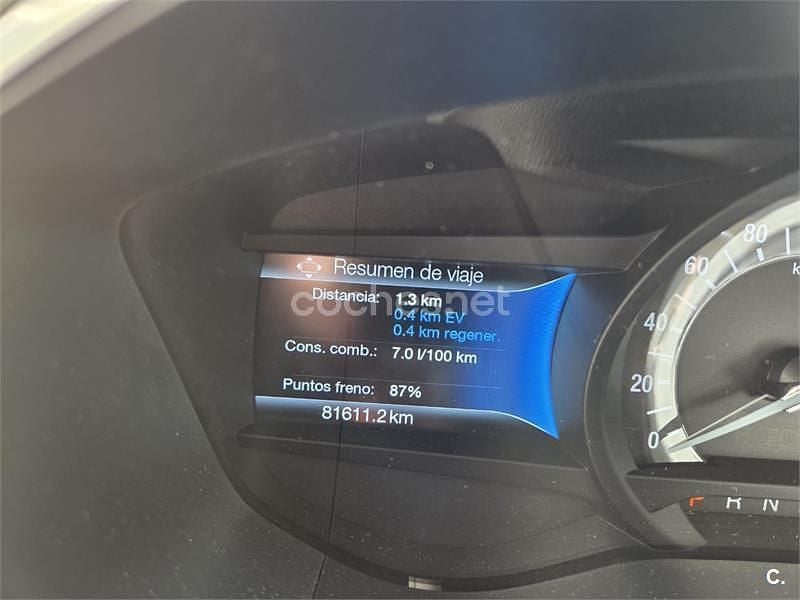 Resumen de viaje
Distancia: 1.3 km
0.4 km EV
0.4 km regener.
Cons. comb.: 7.0 l/100 km
Puntos freno: 87%
81611.2 km
coches.net
80
60
40
20
0
k
P R N
C.